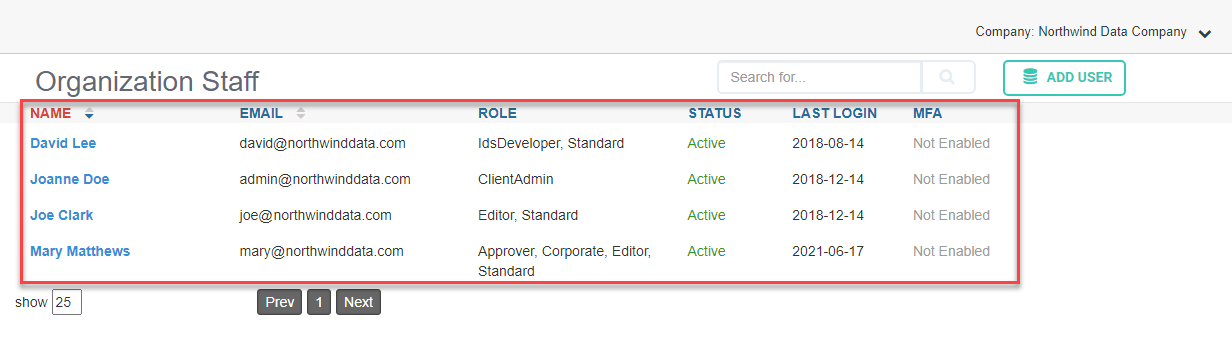 Company: Northwind Data Company
Organization Staff
Search for...
ADD USER
NAME EMAIL ROLE STATUS LAST LOGIN MFA
David Lee david@northwinddata.com IdsDeveloper, Standard Active 2018-08-14 Not Enabled
Joanne Doe admin@northwinddata.com ClientAdmin Active 2018-12-14 Not Enabled
Joe Clark joe@northwinddata.com Editor, Standard Active 2018-12-14 Not Enabled
Mary Matthews mary@northwinddata.com Approver, Corporate, Editor, Active 2021-06-17 Not Enabled
Standard
show 25 Prev 1 Next